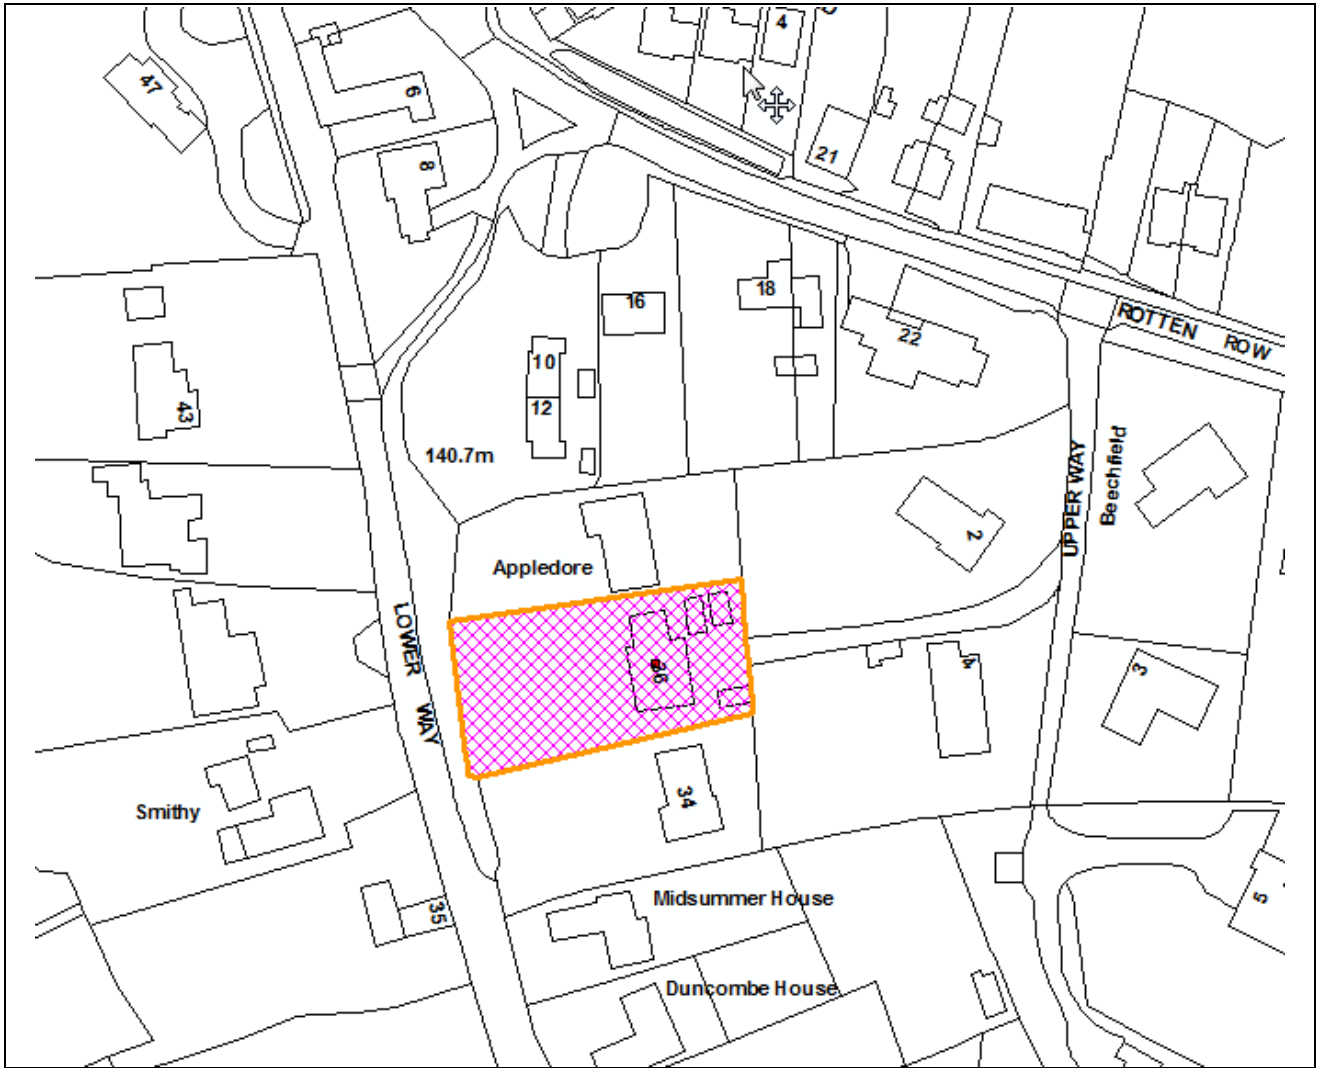 4
47
6
21
8
16
18
ROTTEN ROW
22
10
12
43
140.7m
UPPER WAY
Beechfield
2
Appledore
LOWER WAY
26
4
3
34
Smithy
35
Midsummer House
5
Duncombe House